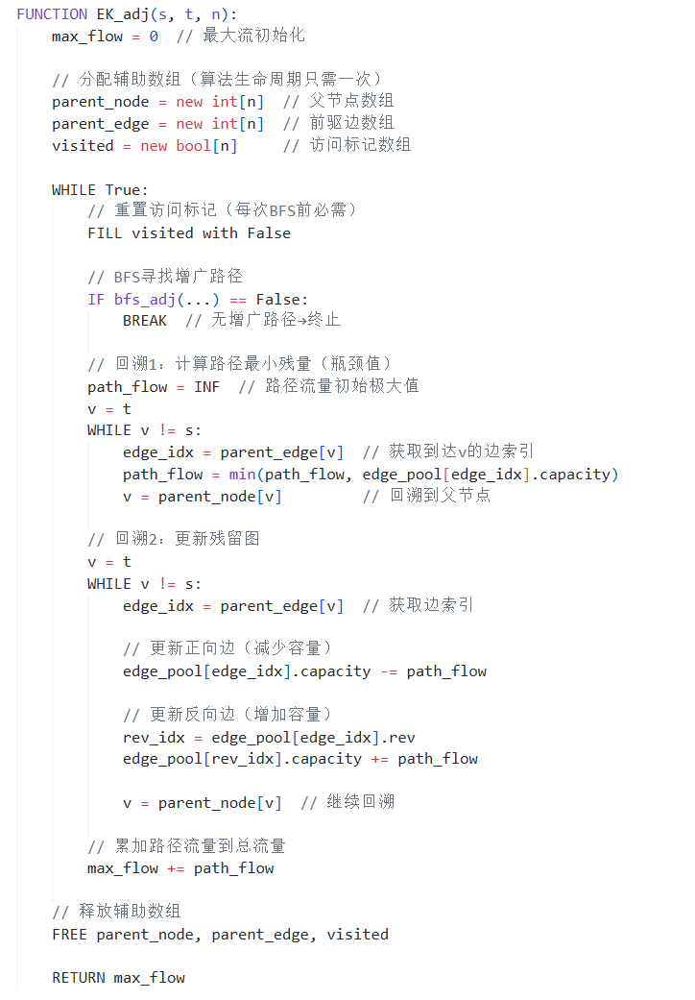 FUNCTION EK_adj(s, t, n):
max_flow = 0  // 最大流初始化
// 分配辅助数组（算法生命周期只需一次）
parent_node = new int[n]  // 父节点数组
parent_edge = new int[n]  // 前驱边数组
visited = new bool[n]     // 访问标记数组
WHILE True:
// 重置访问标记（每次BFS前必需）
FILL visited with False
// BFS寻找增广路径
IF bfs_adj(...) == False:
BREAK  // 无增广路径→终止
// 回溯1：计算路径最小残量（瓶颈值）
path_flow = INF  // 路径流量初始极大值
v = t
WHILE v != s:
edge_idx = parent_edge[v]  // 获取到达v的边索引
path_flow = min(path_flow, edge_pool[edge_idx].capacity)
v = parent_node[v]         // 回溯到父节点
// 回溯2：更新残留图
v = t
WHILE v != s:
edge_idx = parent_edge[v]  // 获取边索引
// 更新正向边（减少容量）
edge_pool[edge_idx].capacity -= path_flow
// 更新反向边（增加容量）
rev_idx = edge_pool[edge_idx].rev
edge_pool[rev_idx].capacity += path_flow
v = parent_node[v]  // 继续回溯
// 累加路径流量到总流量
max_flow += path_flow
// 释放辅助数组
FREE parent_node, parent_edge, visited
RETURN max_flow